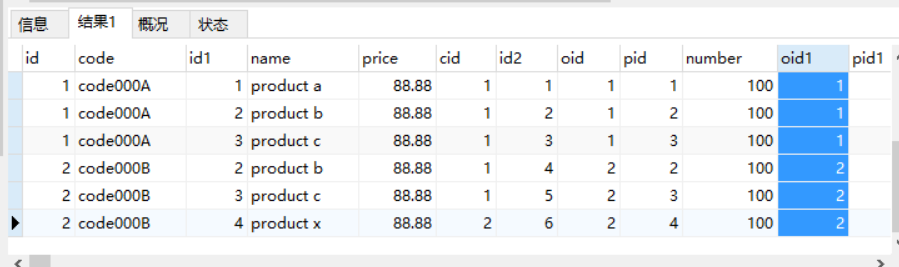 信息 结果1 概况 状态
id code id1 name price cid id2 oid pid number oid1 pid1
1 code000A 1 product a 88.88 1 1 1 1 100 1
1 code000A 2 product b 88.88 1 2 1 2 100 1
1 code000A 3 product c 88.88 1 3 1 3 100 1
2 code000B 2 product b 88.88 1 4 2 2 100 2
2 code000B 3 product c 88.88 1 5 2 3 100 2
2 code000B 4 product x 88.88 2 6 2 4 100 2